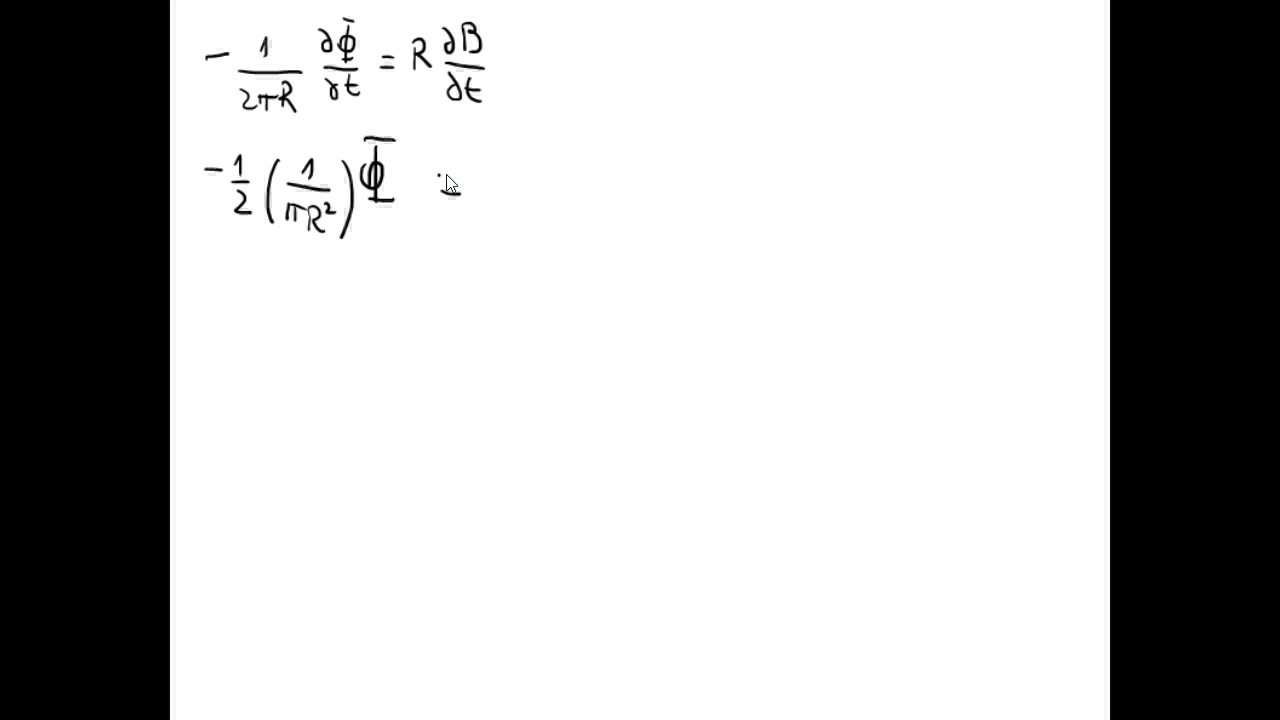 - 1/(2πR) ∂Φ/∂t = R ∂B/∂t
- 1/2 (1/(πR²)) Φ =